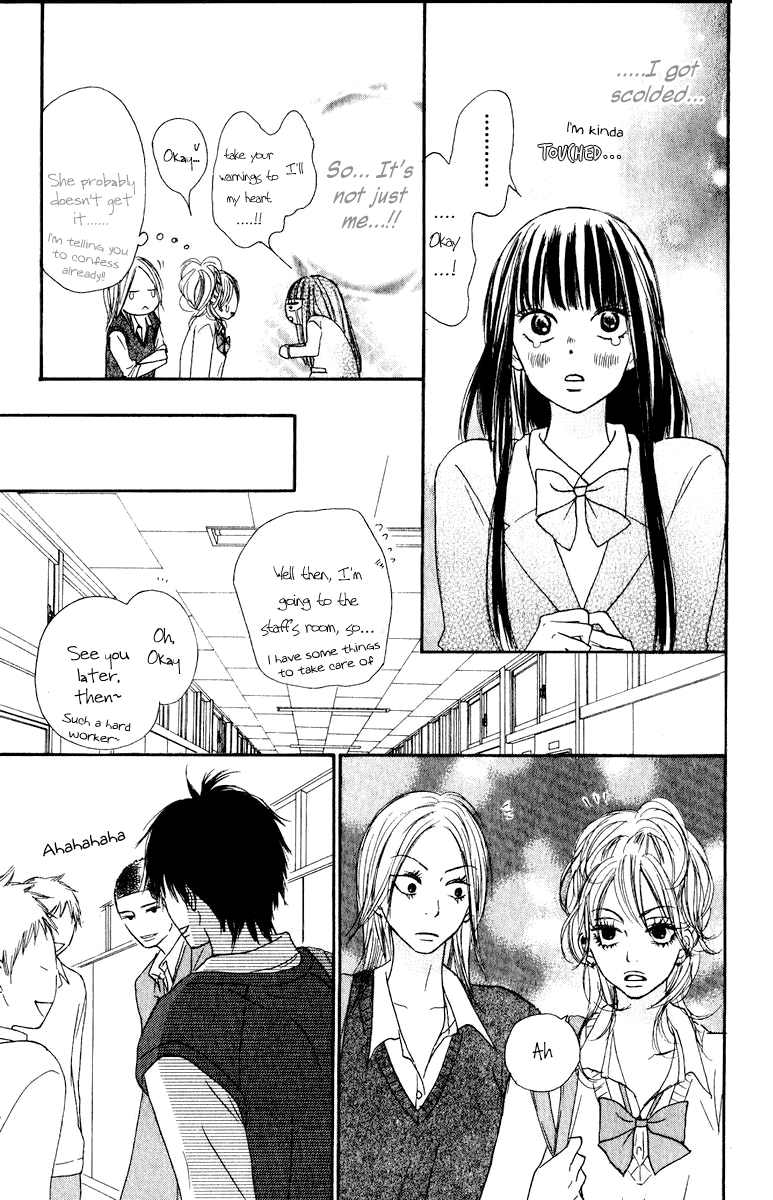 .....I got
scolded...
I'm kinda
TOUCHED...
.........
....
Okay
...!
So... It's
not just
me...!!
I'll
take your
warnings to
my heart
....!!
Okay...
She probably
doesn't get
it......
I'm telling you
to confess
already!!
Well then, I'm
going to the
staff's room, so...
I have some things
to take care of
Oh,
Okay
See you
later,
then~
Such a hard
worker~
Ah
Ahahahaha